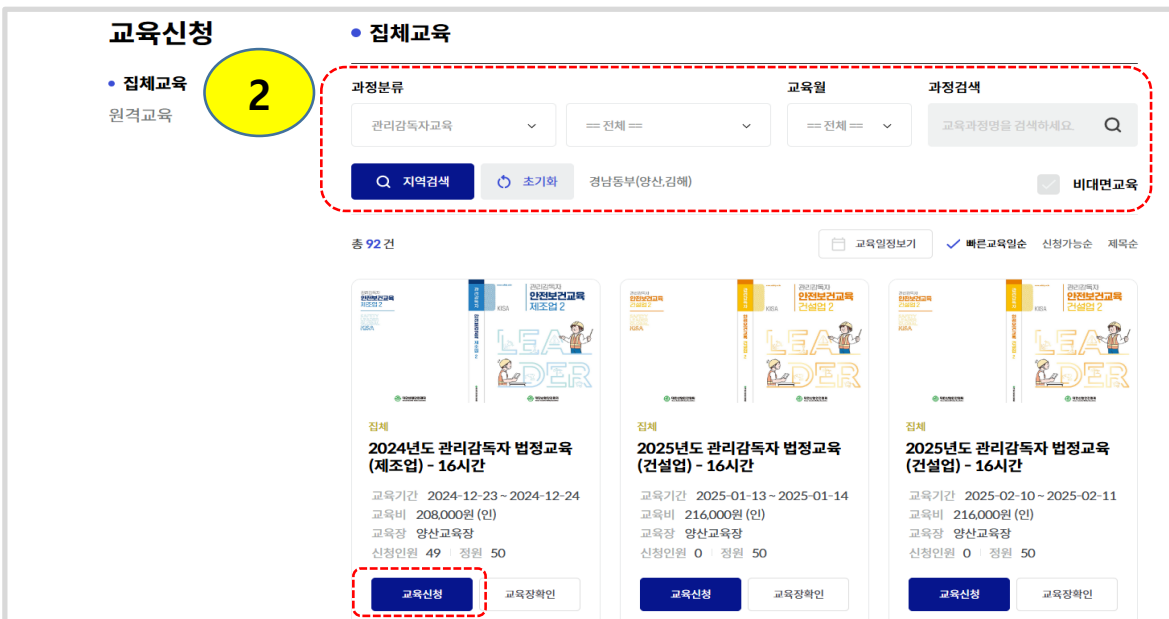 교육신청
집체교육
원격교육
2
집체교육
과정분류
교육월
과정검색
관리감독자교육
== 전체 ==
== 전체 ==
교육과정명을 검색하세요.
지역검색
초기화
경남동부(양산,김해)
비대면교육
총 92 건
교육일정보기
빠른교육일순
신청가능순
제목순
관리감독자
안전보건교육
제조업 2
LEADER
집체
2024년도 관리감독자 법정교육
(제조업) - 16시간
교육기간 2024-12-23 ~ 2024-12-24
교육비 208,000원 (인)
교육장 양산교육장
신청인원 49 정원 50
교육신청
교육장확인
관리감독자
안전보건교육
건설업 2
LEADER
집체
2025년도 관리감독자 법정교육
(건설업) - 16시간
교육기간 2025-01-13 ~ 2025-01-14
교육비 216,000원 (인)
교육장 양산교육장
신청인원 0 정원 50
교육신청
교육장확인
관리감독자
안전보건교육
건설업 2
LEADER
집체
2025년도 관리감독자 법정교육
(건설업) - 16시간
교육기간 2025-02-10 ~ 2025-02-11
교육비 216,000원 (인)
교육장 양산교육장
신청인원 0 정원 50
교육신청
교육장확인